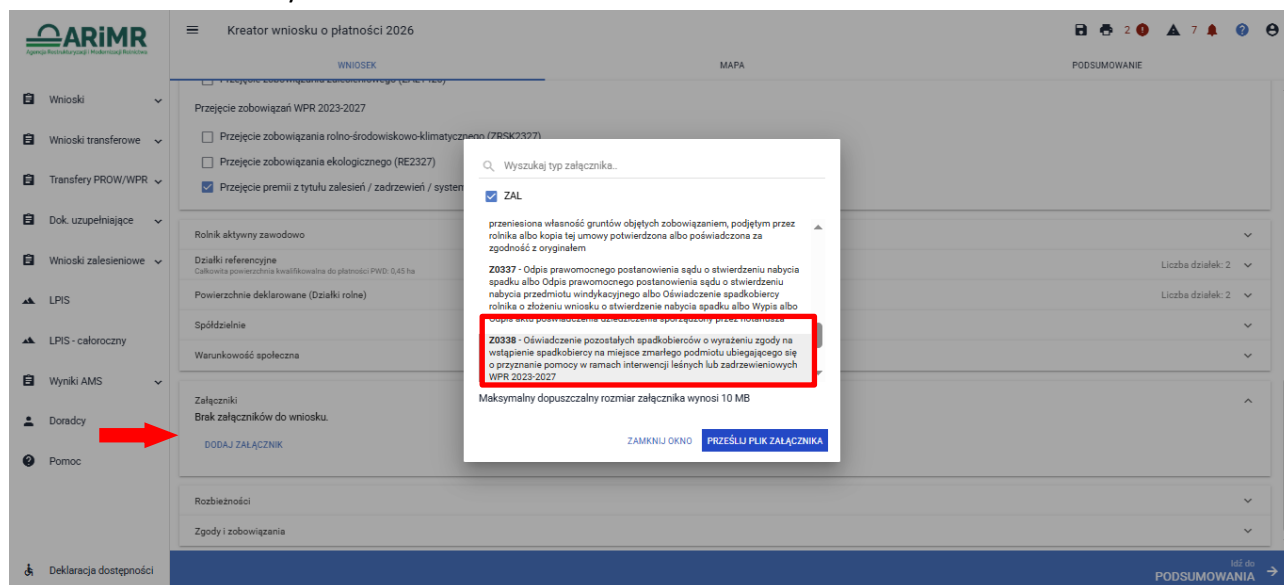 ARiMR
Agencja Restrukturyzacji i Modernizacji Rolnictwa
Kreator wniosku o płatności 2026
2
7
WNIOSEK
MAPA
PODSUMOWANIE
Wnioski
Wnioski transferowe
Transfery PROW/WPR
Dok. uzupełniające
Wnioski zalesieniowe
LPIS
LPIS - całoroczny
Wyniki AMS
Doradcy
Pomoc
Deklaracja dostępności
Przejęcie zobowiązań WPR 2023-2027
Przejęcie zobowiązania rolno-środowiskowo-klimatycznego (ZRSK2327)
Przejęcie zobowiązania ekologicznego (RE2327)
Przejęcie premii z tytułu zalesień / zadrzewień / system
Rolnik aktywny zawodowo
Działki referencyjne
Całkowita powierzchnia kwalifikowalna do płatności PWD: 0,45 ha
Liczba działek: 2
Powierzchnie deklarowane (Działki rolne)
Liczba działek: 2
Spółdzielnie
Warunkowość społeczna
Załączniki
Brak załączników do wniosku.
DODAJ ZAŁĄCZNIK
Rozbieżności
Zgody i zobowiązania
Wyszukaj typ załącznika..
ZAL
przeniesiona własność gruntów objętych zobowiązaniem, podjętym przez
rolnika albo kopia tej umowy potwierdzona albo poświadczona za
zgodność z oryginałem
Z0337 - Odpis prawomocnego postanowienia sądu o stwierdzeniu nabycia
spadku albo Odpis prawomocnego postanowienia sądu o stwierdzeniu
nabycia przedmiotu windykacyjnego albo Oświadczenie spadkobiercy
rolnika o złożeniu wniosku o stwierdzenie nabycia spadku albo Wypis albo
Odpis aktu poświadczenia dziedziczenia sporządzony przez notariusza
Z0338 - Oświadczenie pozostałych spadkobierców o wyrażeniu zgody na
wstąpienie spadkobiercy na miejsce zmarłego podmiotu ubiegającego się
o przyznanie pomocy w ramach interwencji leśnych lub zadrzewieniowych
WPR 2023-2027
Maksymalny dopuszczalny rozmiar załącznika wynosi 10 MB
ZAMKNIJ OKNO
PRZEŚLIJ PLIK ZAŁĄCZNIKA
Idź do
PODSUMOWANIA